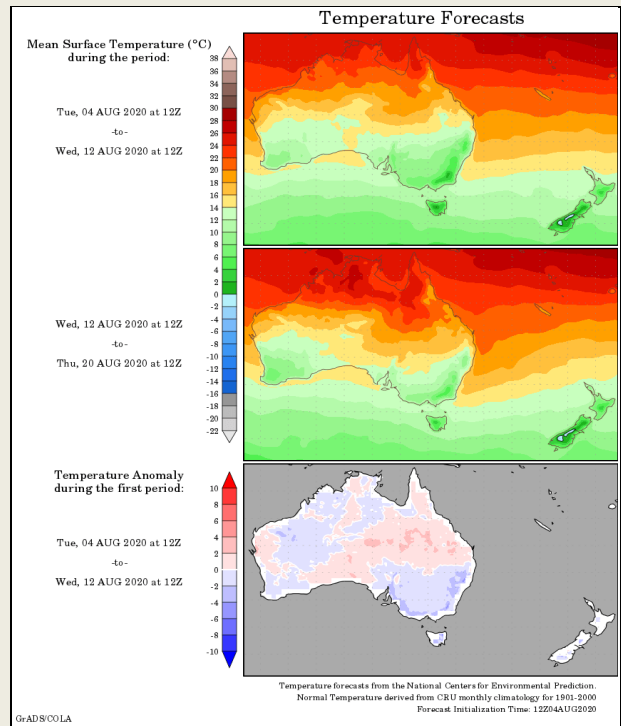 Temperature Forecasts
Mean Surface Temperature (°C)
during the period:
Tue, 04 AUG 2020 at 12Z
-to-
Wed, 12 AUG 2020 at 12Z
Wed, 12 AUG 2020 at 12Z
-to-
Thu, 20 AUG 2020 at 12Z
38
36
34
32
30
28
26
24
22
20
18
16
14
12
10
8
6
4
2
0
-2
-4
-6
-8
-10
-12
-14
-16
-18
-20
-22
Temperature Anomaly
during the first period:
Tue, 04 AUG 2020 at 12Z
-to-
Wed, 12 AUG 2020 at 12Z
10
8
6
4
2
0
-2
-4
-6
-8
-10
Temperature forecasts from the National Centers for Environmental Prediction.
Normal Temperature derived from CRU monthly climatology for 1901-2000
Forecast Initialization Time: 12Z04AUG2020
GrADS/COLA